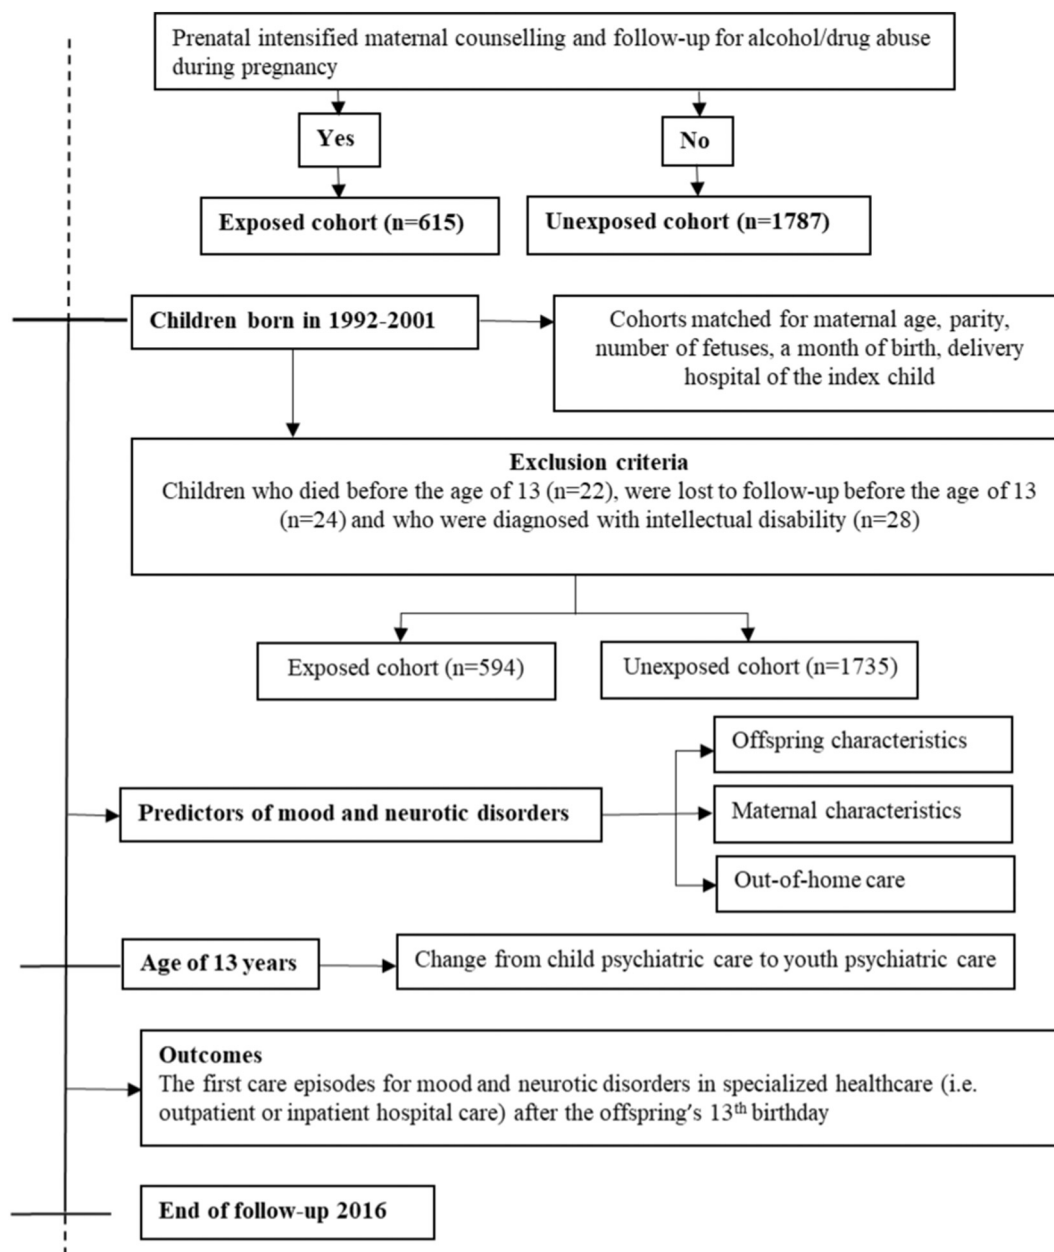 Prenatal intensified maternal counselling and follow-up for alcohol/drug abuse
during pregnancy
Yes
No
Exposed cohort (n=615)
Unexposed cohort (n=1787)
Children born in 1992-2001
Cohorts matched for maternal age, parity,
number of fetuses, a month of birth, delivery
hospital of the index child
Exclusion criteria
Children who died before the age of 13 (n=22), were lost to follow-up before the age of 13
(n=24) and who were diagnosed with intellectual disability (n=28)
Exposed cohort (n=594)
Unexposed cohort (n=1735)
Offspring characteristics
Predictors of mood and neurotic disorders
Maternal characteristics
Out-of-home care
Age of 13 years
Change from child psychiatric care to youth psychiatric care
Outcomes
The first care episodes for mood and neurotic disorders in specialized healthcare (i.e.
outpatient or inpatient hospital care) after the offspring's 13th birthday
End of follow-up 2016